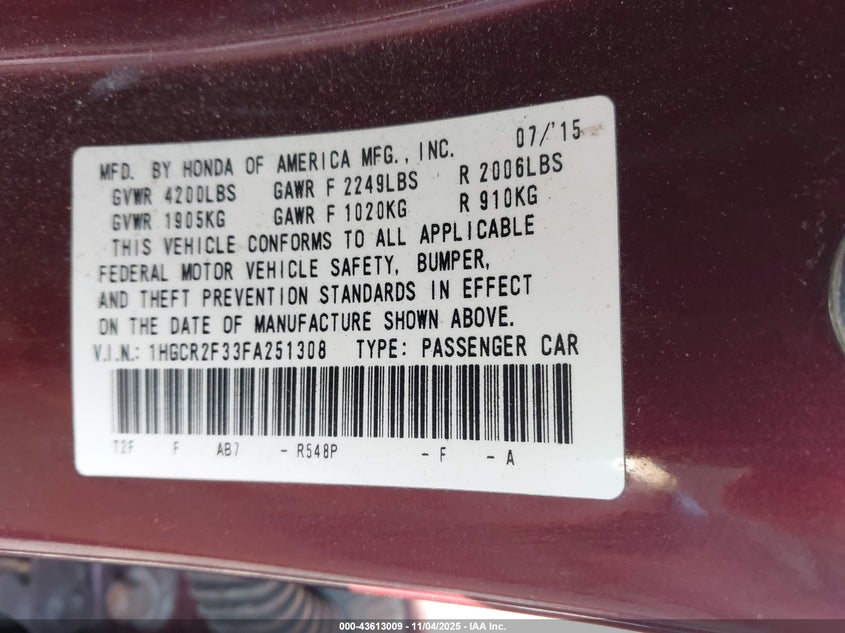 07/'15
MFD. BY HONDA OF AMERICA MFG., INC.
GVWR 4200LBS GAWR F 2249LBS R 2006LBS
GVWR 1905KG GAWR F 1020KG R 910KG
THIS VEHICLE CONFORMS TO ALL APPLICABLE
FEDERAL MOTOR VEHICLE SAFETY, BUMPER,
AND THEFT PREVENTION STANDARDS IN EFFECT
ON THE DATE OF MANUFACTURE SHOWN ABOVE.
V.I.N.: 1HGCR2F33FA251308 TYPE: PASSENGER CAR
T2F F AB7 - R548P - F - A
000-43613009 - 11/04/2025 - IAA Inc.